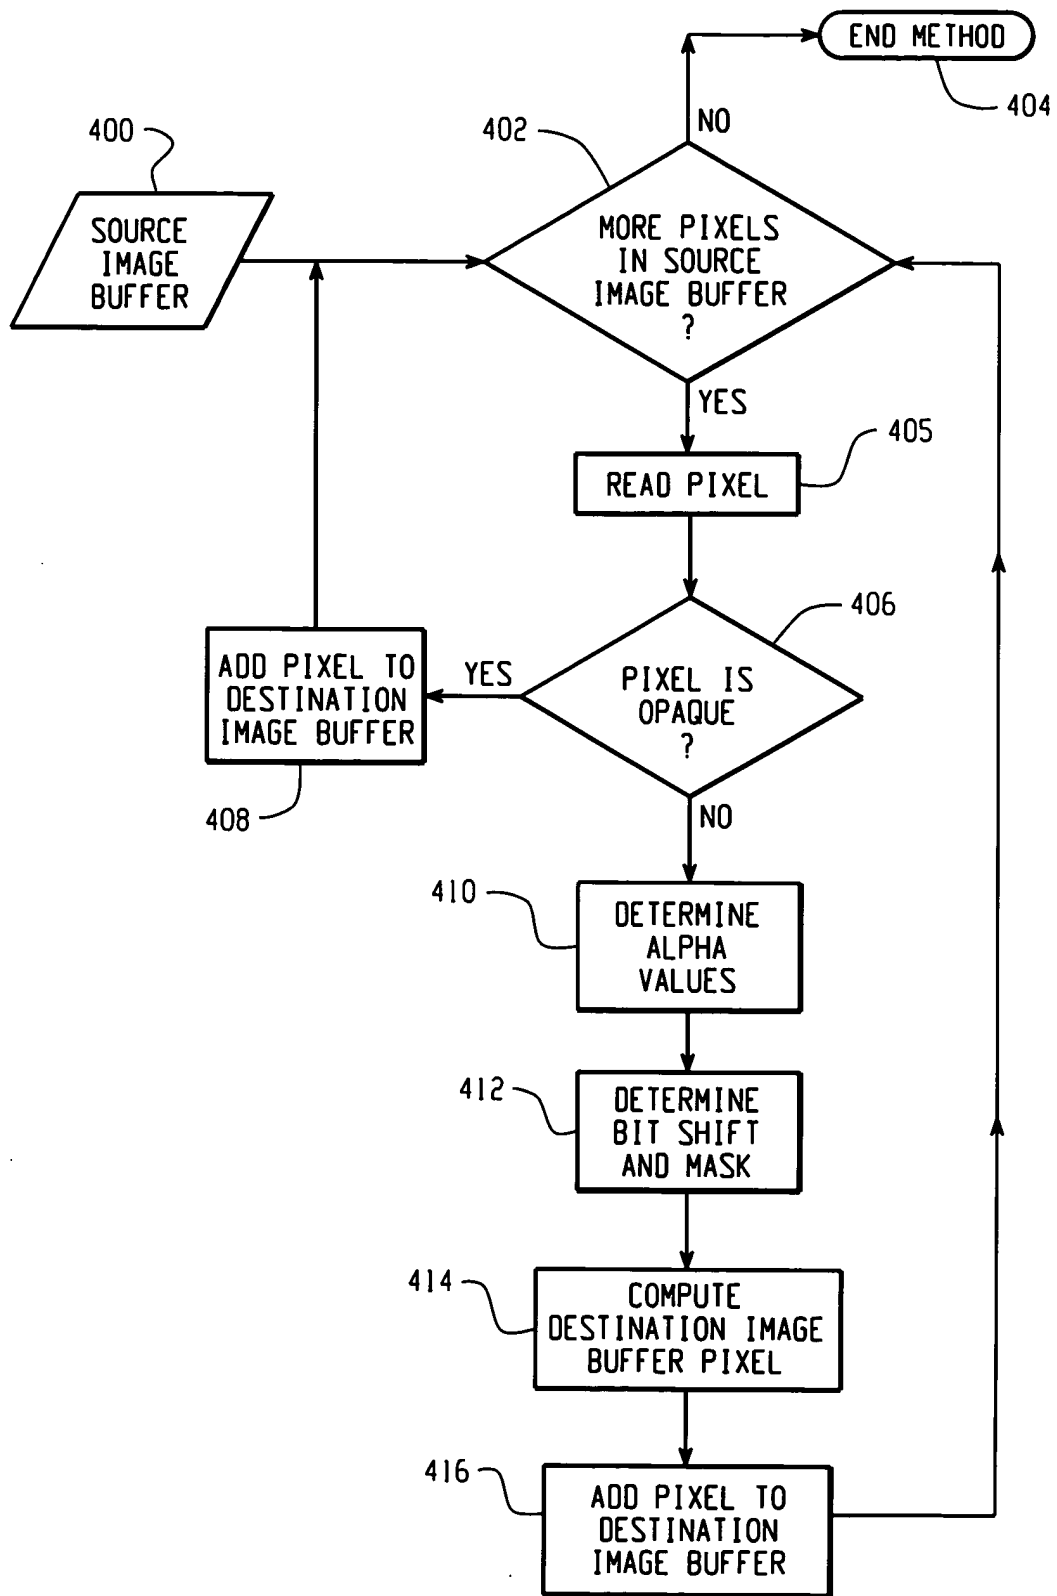 END METHOD
404
NO
402
400
SOURCE
IMAGE
BUFFER
MORE PIXELS
IN SOURCE
IMAGE BUFFER
?
YES
405
READ PIXEL
406
PIXEL IS
OPAQUE
?
YES
ADD PIXEL TO
DESTINATION
IMAGE BUFFER
408
NO
410
DETERMINE
ALPHA
VALUES
412
DETERMINE
BIT SHIFT
AND MASK
414
COMPUTE
DESTINATION IMAGE
BUFFER PIXEL
416
ADD PIXEL TO
DESTINATION
IMAGE BUFFER